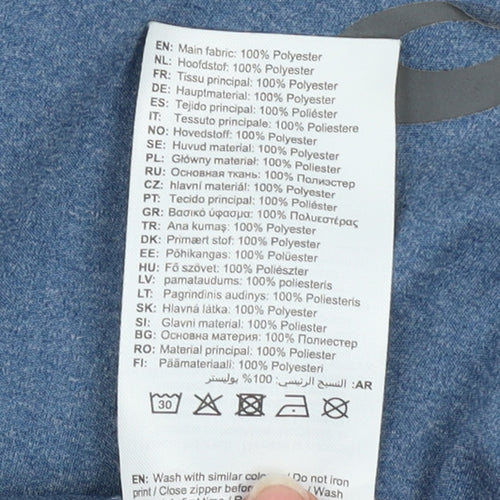 EN: Main fabric: 100% Polyester
NL: Hoofdstof: 100% Polyester
FR: Tissu principal: 100% Polyester
DE: Hauptmaterial: 100% Polyester
ES: Tejido principal: 100% Poliéster
IT: Tessuto principale: 100% Poliestere
NO: Hovedstoff: 100% Polyester
SE: Huvud material: 100% Polyester
PL: Główny materiał: 100% Poliester
RU: Основная ткань: 100% Полиэстер
CZ: hlavní materiál: 100% Polyester
PT: Tecido principal: 100% Poliéster
GR: Βασικό ύφασμα: 100% Πολυεστέρας
TR: Ana kumaş: 100% Polyester
DK: Primært stof: 100% Polyester
EE: Põhikangas: 100% Polüester
HU: Fő szövet: 100% Poliészter
LV: pamataudums: 100% poliesteris
LT: Pagrindinis audinys: 100% Poliesteris
SK: Hlavná látka: 100% Polyester
SI: Glavni material: 100% Poliester
BG: Основна материя: 100% Полиестер
RO: Material principal: 100% Poliester
FI: Päämateriaali: 100% Polyesteri
AR: النسيج الرئيسي: 100% بوليستر
30
EN: Wash with similar Do not iron
print / Close zipper before / Wash